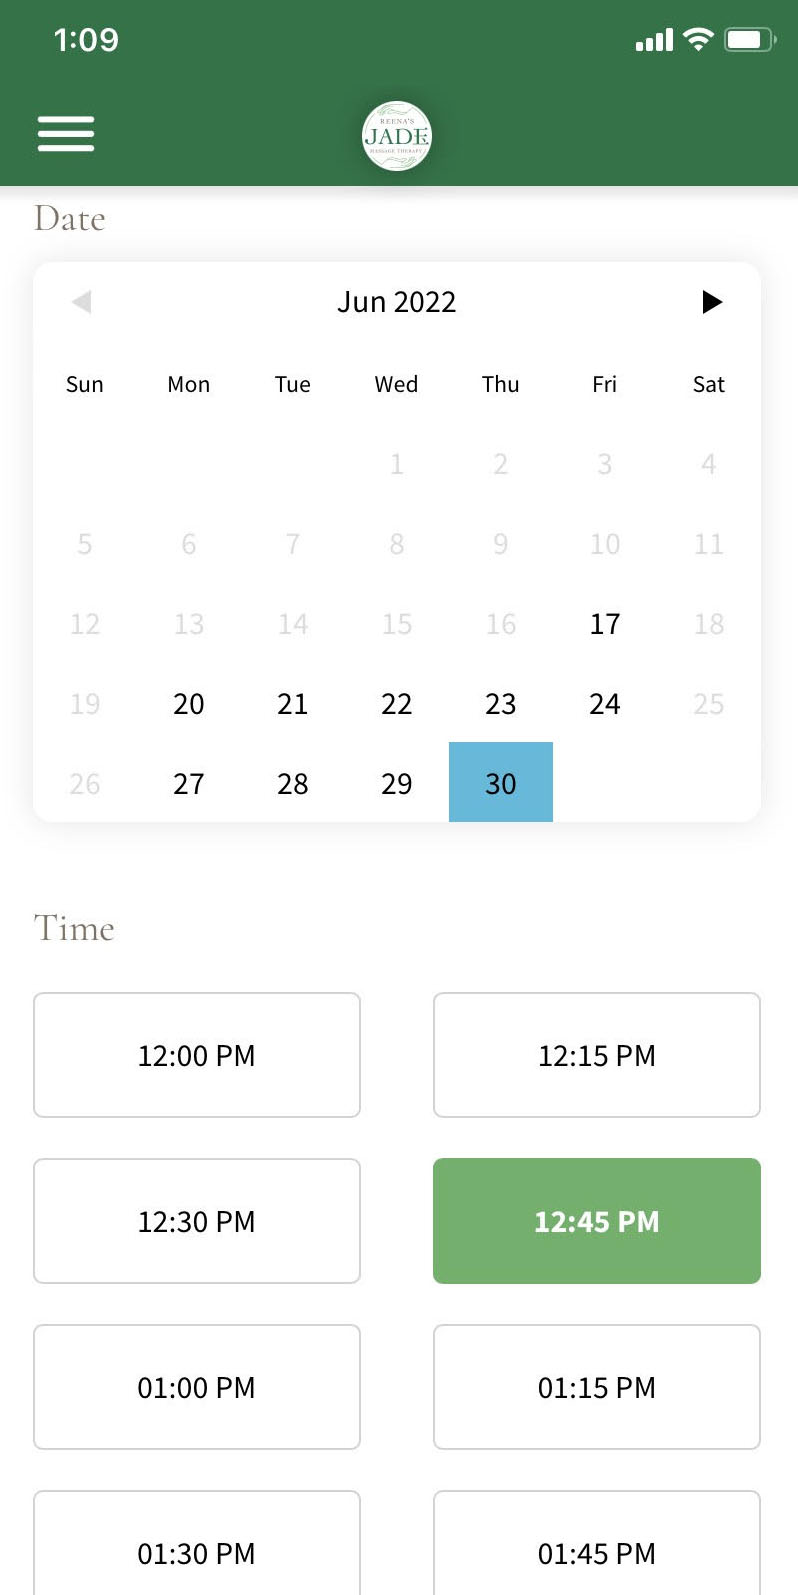 1:09
REENA'S
JADE
MASSAGE THERAPY
Date
Jun 2022
Sun Mon Tue Wed Thu Fri Sat
1 2 3 4
5 6 7 8 9 10 11
12 13 14 15 16 17 18
19 20 21 22 23 24 25
26 27 28 29 30
Time
12:00 PM 12:15 PM
12:30 PM 12:45 PM
01:00 PM 01:15 PM
01:30 PM 01:45 PM